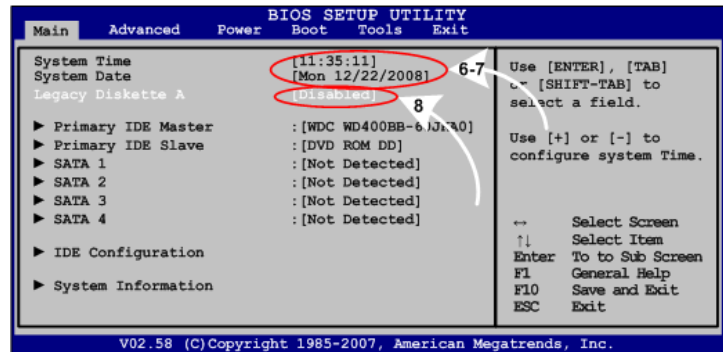 BIOS SETUP UTILITY
Main Advanced Power Boot Tools Exit
System Time [11:35:11]
System Date [Mon 12/22/2008]
6-7
Legacy Diskette A [Disabled]
8
▶ Primary IDE Master :[WDC
▶ Primary IDE Slave :[DVD ROM DD]
▶ SATA 1 :[Not Detected]
▶ SATA 2 :[Not Detected]
▶ SATA 3 :[Not Detected]
▶ SATA 4 :[Not Detected]
▶ IDE Configuration
▶ System Information
Use [ENTER], [TAB]
or [SHIFT-TAB] to
select a field.
Use [+] or [-] to
configure system Time.
↔ Select Screen
↑↓ Select Item
Enter To to Sub Screen
F1 General Help
F10 Save and Exit
ESC Exit
V02.58 (C)Copyright 1985-2007, American Megatrends, Inc.